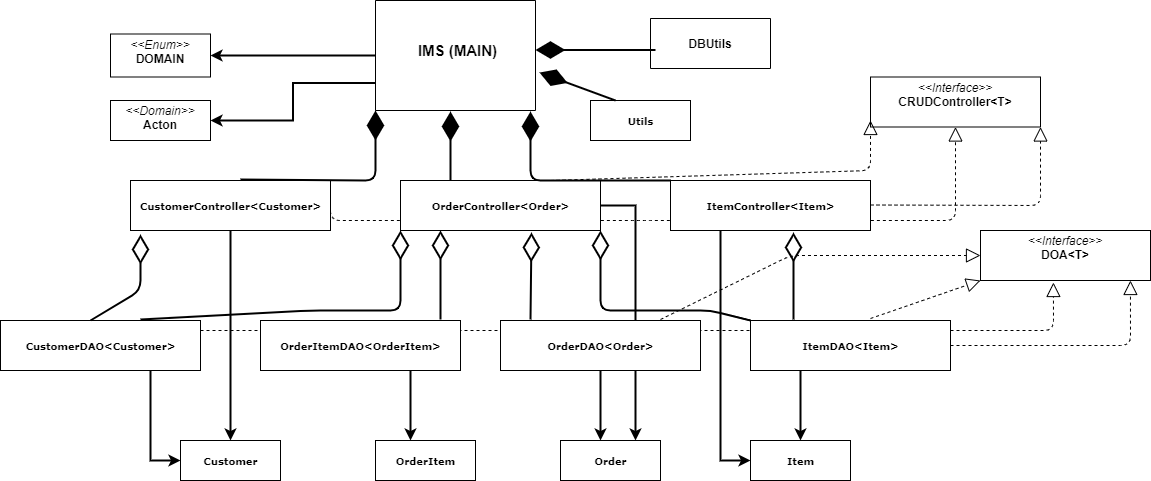 IMS (MAIN)
DBUtils
<<Enum>>
DOMAIN
<<Interface>>
CRUDController<T>
<<Domain>>
Acton
Utils
CustomerController<Customer>
OrderController<Order>
ItemController<Item>
<<Interface>>
DOA<T>
CustomerDAO<Customer>
OrderItemDAO<OrderItem>
OrderDAO<Order>
ItemDAO<Item>
Customer
OrderItem
Order
Item